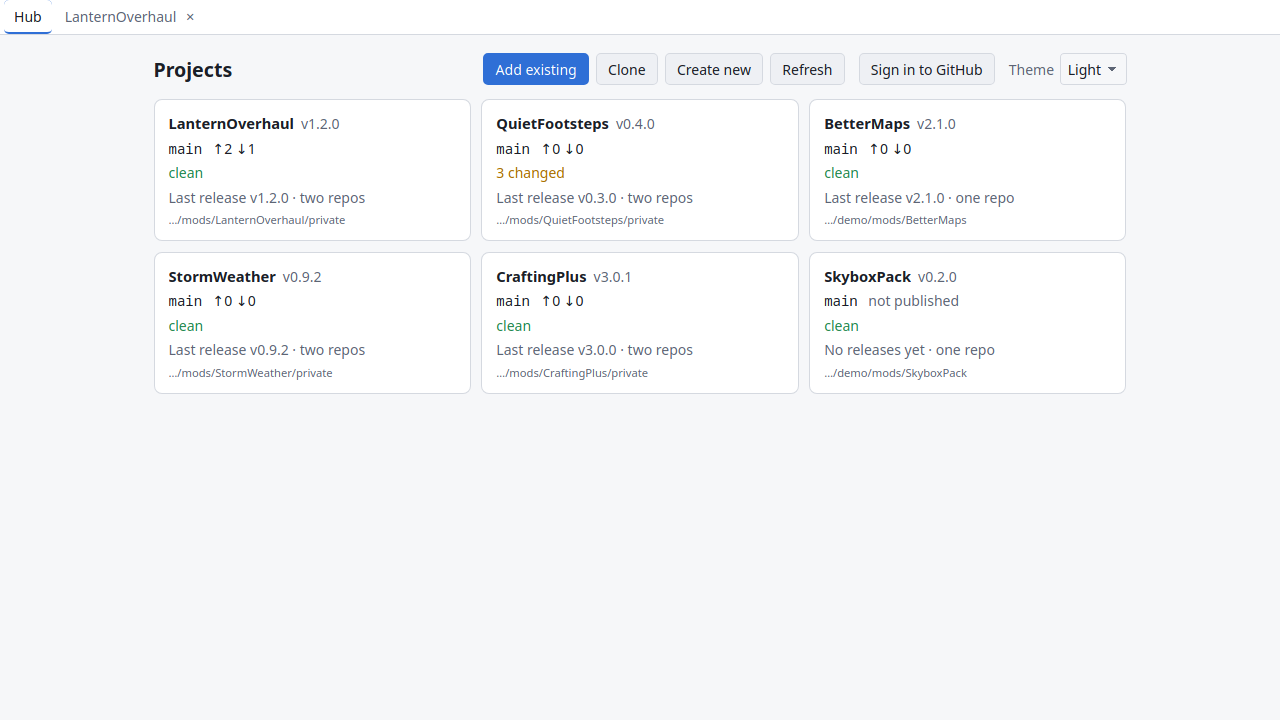 Hub LanternOverhaul ×
Projects Add existing Clone Create new Refresh Sign in to GitHub Theme Light
LanternOverhaul v1.2.0
main ↑2 ↓1
clean
Last release v1.2.0 · two repos
.../mods/LanternOverhaul/private
QuietFootsteps v0.4.0
main ↑0 ↓0
3 changed
Last release v0.3.0 · two repos
.../mods/QuietFootsteps/private
BetterMaps v2.1.0
main ↑0 ↓0
clean
Last release v2.1.0 · one repo
.../demo/mods/BetterMaps
StormWeather v0.9.2
main ↑0 ↓0
clean
Last release v0.9.2 · two repos
.../mods/StormWeather/private
CraftingPlus v3.0.1
main ↑0 ↓0
clean
Last release v3.0.0 · two repos
.../mods/CraftingPlus/private
SkyboxPack v0.2.0
main not published
clean
No releases yet · one repo
.../demo/mods/SkyboxPack